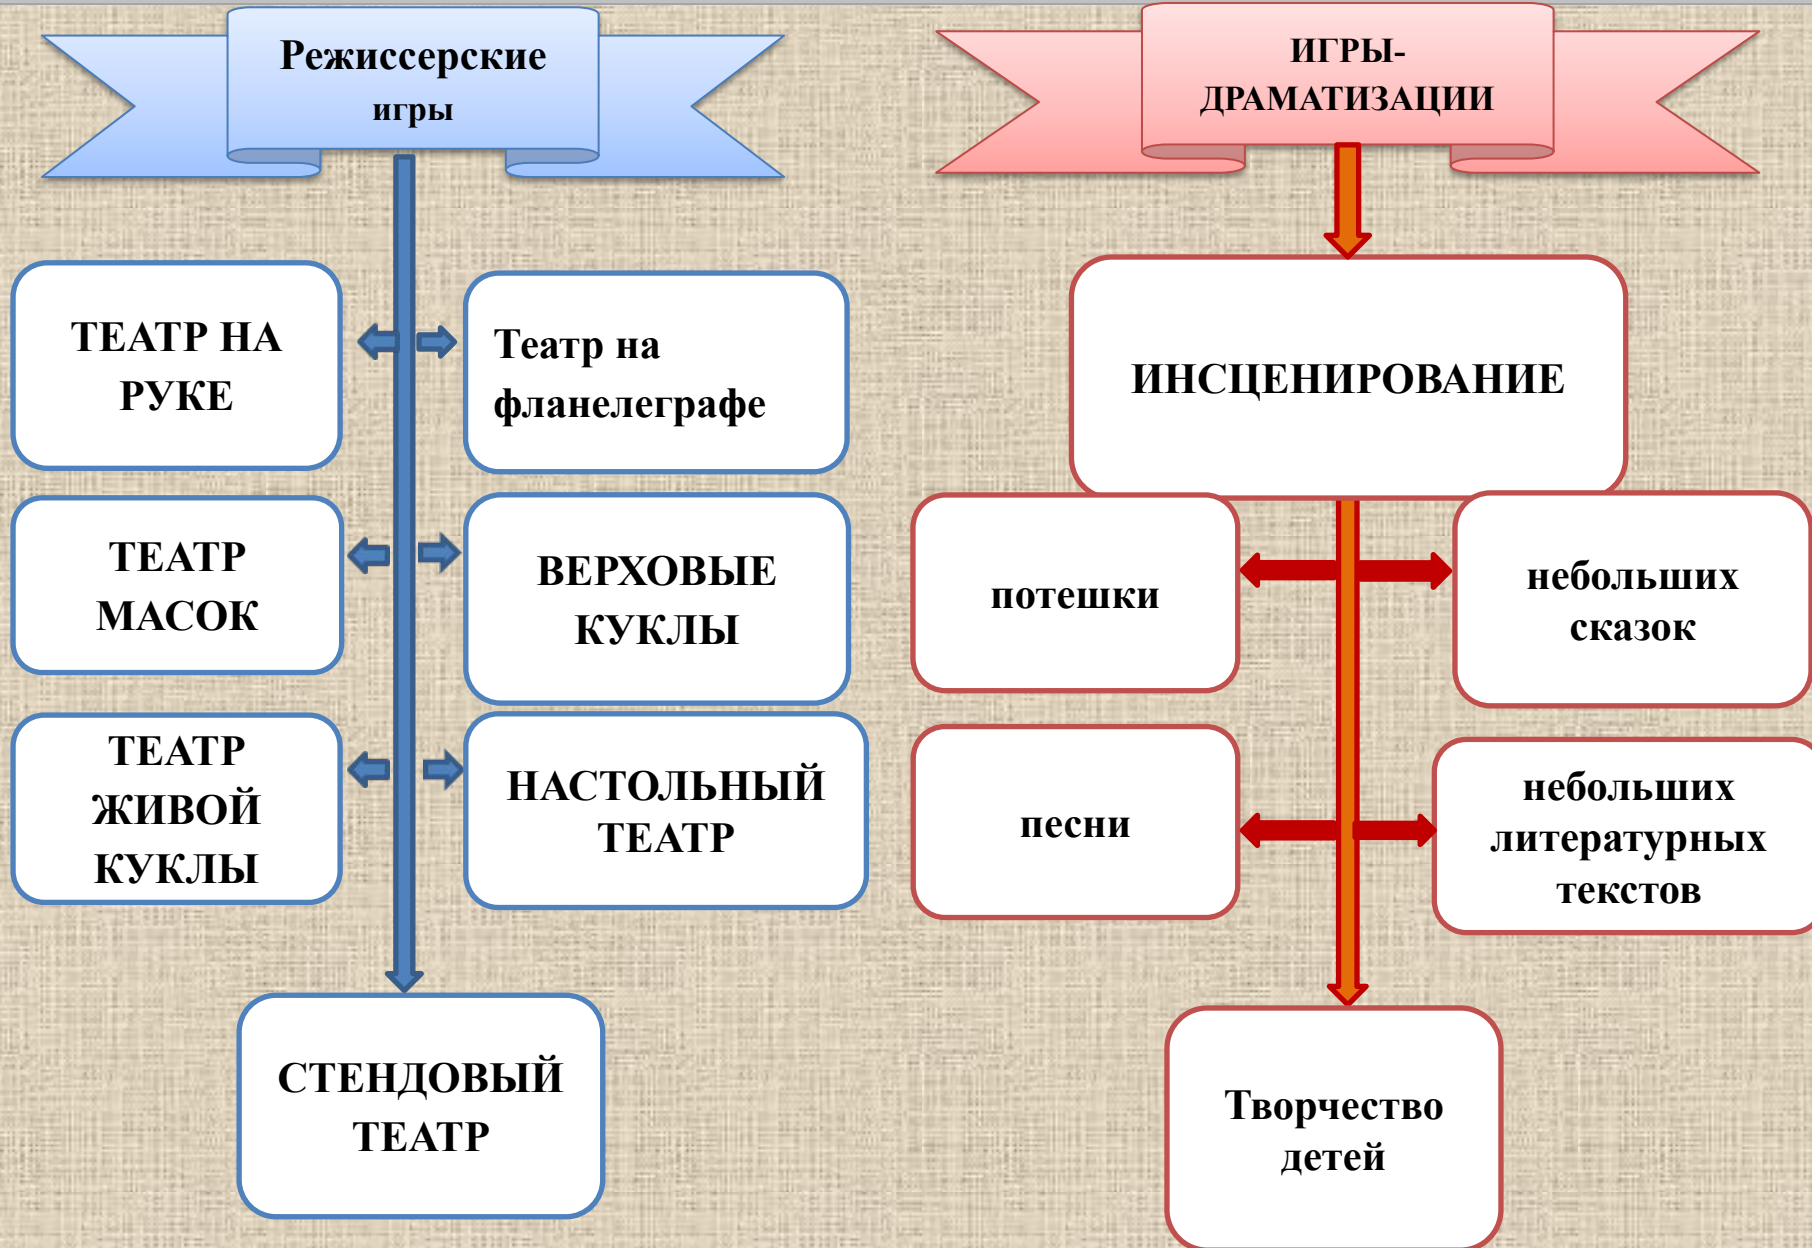 Режиссерские
игры
ТЕАТР НА
РУКЕ
Театр на
фланелеграфе
ТЕАТР
МАСОК
ВЕРХОВЫЕ
КУКЛЫ
ТЕАТР
ЖИВОЙ
КУКЛЫ
НАСТОЛЬНЫЙ
ТЕАТР
СТЕНДОВЫЙ
ТЕАТР
ИГРЫ-
ДРАМАТИЗАЦИИ
ИНСЦЕНИРОВАНИЕ
потешки
небольших
сказок
песни
небольших
литературных
текстов
Творчество
детей